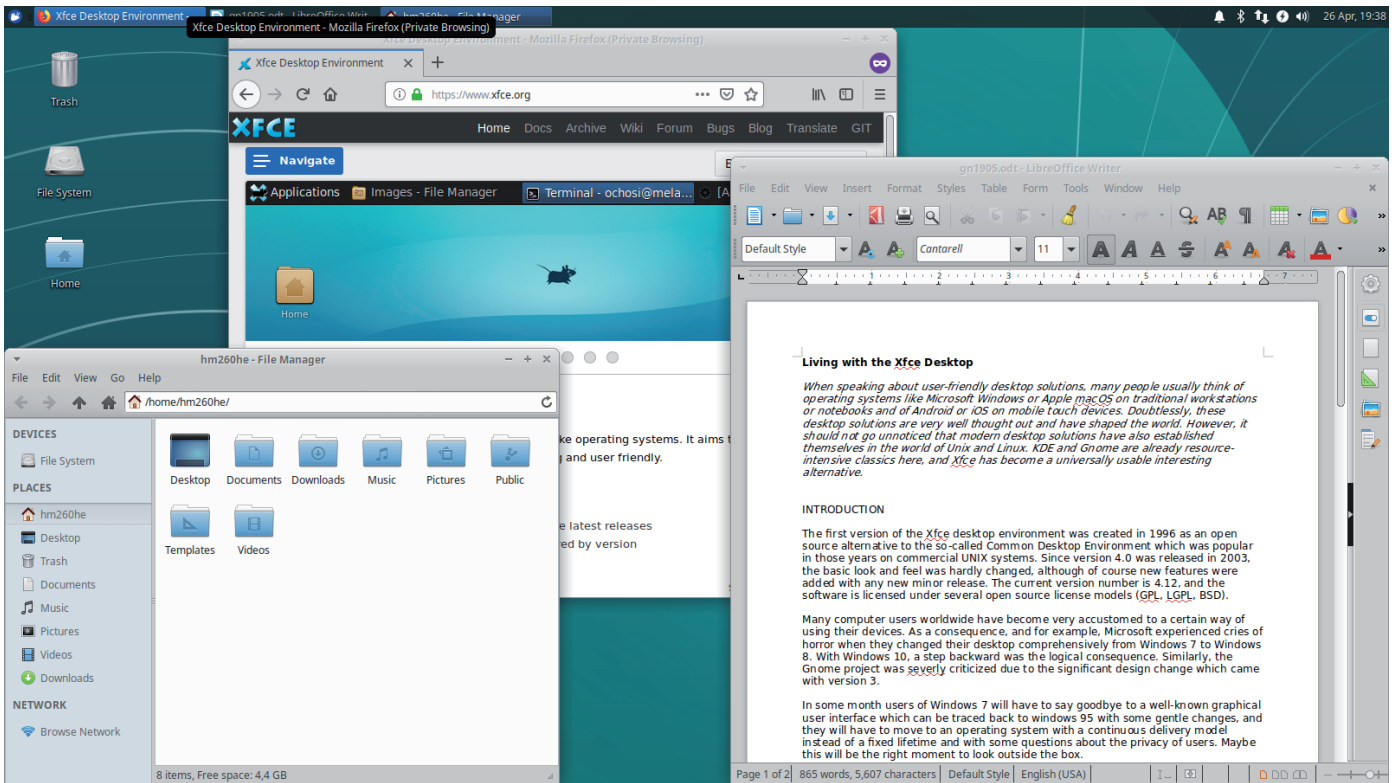 Xfce Desktop Environment -
gn1905.odt - LibreOffice Writ...
hm260he - File Manager
26 Apr, 19:38
Xfce Desktop Environment - Mozilla Firefox (Private Browsing)
Trash
File System
Home
Xfce Desktop Environment - Mozilla Firefox (Private Browsing)
Xfce Desktop Environment
https://www.xfce.org
XFCE
Home Docs Archive Wiki Forum Bugs Blog Translate GIT
Navigate
Applications Images - File Manager Terminal - ochosi@mela...
Home
ke operating systems. It aims t
g and user friendly.
e latest releases
ed by version
hm260he - File Manager
File Edit View Go Help
/home/hm260he/
DEVICES
File System
PLACES
hm260he
Desktop
Trash
Documents
Music
Pictures
Videos
Downloads
NETWORK
Browse Network
Desktop Documents Downloads Music Pictures Public
Templates Videos
8 items, Free space: 4,4 GB
gn1905.odt - LibreOffice Writer
File Edit View Insert Format Styles Table Form Tools Window Help
Default Style Cantarell 11
1 2 3 4 5 6 7
Living with the Xfce Desktop
When speaking about user-friendly desktop solutions, many people usually think of
operating systems like Microsoft Windows or Apple macOS on traditional workstations
or notebooks and of Android or iOS on mobile touch devices. Doubtlessly, these
desktop solutions are very well thought out and have shaped the world. However, it
should not go unnoticed that modern desktop solutions have also established
themselves in the world of Unix and Linux. KDE and Gnome are already resource-
intensive classics here, and Xfce has become a universally usable interesting
alternative.
INTRODUCTION
The first version of the Xfce desktop environment was created in 1996 as an open
source alternative to the so-called Common Desktop Environment which was popular
in those years on commercial UNIX systems. Since version 4.0 was released in 2003,
the basic look and feel was hardly changed, although of course new features were
added with any new minor release. The current version number is 4.12, and the
software is licensed under several open source license models (GPL, LGPL, BSD).
Many computer users worldwide have become very accustomed to a certain way of
using their devices. As a consequence, and for example, Microsoft experienced cries of
horror when they changed their desktop comprehensively from Windows 7 to Windows
8. With Windows 10, a step backward was the logical consequence. Similarly, the
Gnome project was severly criticized due to the significant design change which came
with version 3.
In some month users of Windows 7 will have to say goodbye to a well-known graphical
user interface which can be traced back to windows 95 with some gentle changes, and
they will have to move to an operating system with a continuous delivery model
instead of a fixed lifetime and with some questions about the privacy of users. Maybe
this will be the right moment to look outside the box.
Page 1 of 2 865 words, 5,607 characters Default Style English (USA)